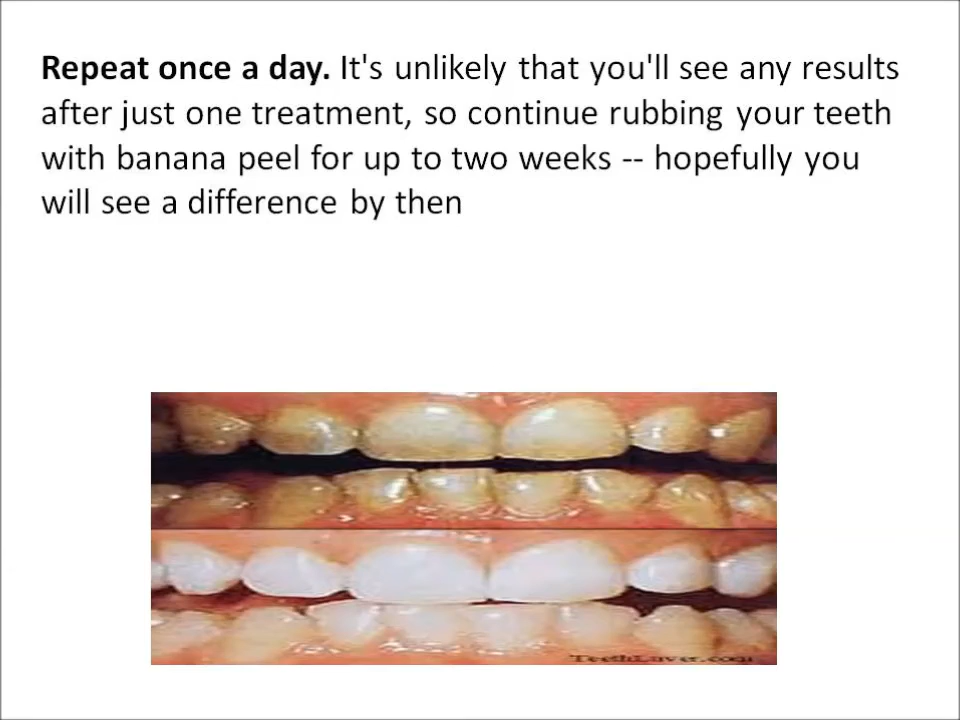 Repeat once a day. It's unlikely that you'll see any results
after just one treatment, so continue rubbing your teeth
with banana peel for up to two weeks -- hopefully you
will see a difference by then